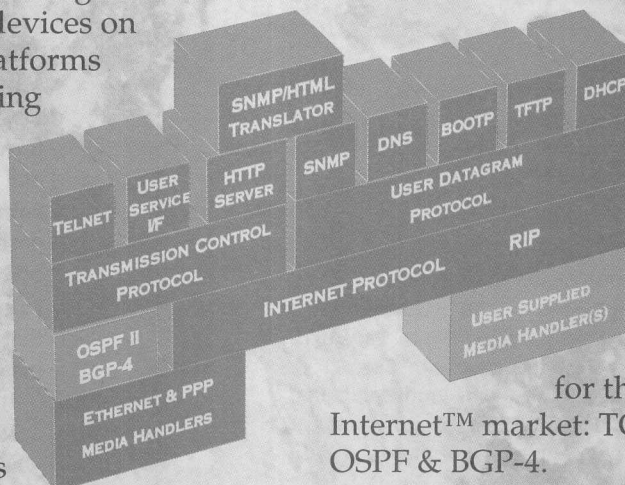 devices on
atforms
ing
SNMP/HTML
TRANSLATOR
TELNET
USER
SERVICE
I/F
HTTP
SERVER
SNMP
DNS
BOOTP
TFTP
DHCP
TRANSMISSION CONTROL
PROTOCOL
USER DATAGRAM
PROTOCOL
INTERNET PROTOCOL
RIP
OSPF II
BGP-4
USER SUPPLIED
MEDIA HANDLER(S)
ETHERNET & PPP
MEDIA HANDLERS
for th
Internet™ market: TC
OSPF & BGP-4.
s